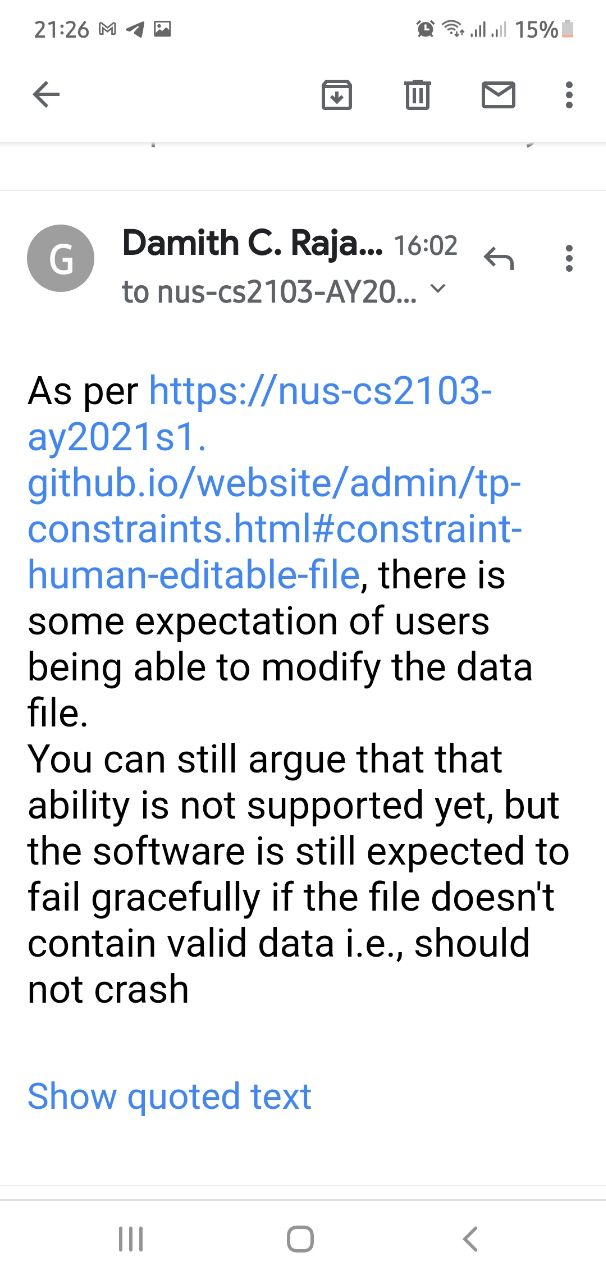 21:26 15%
G
Damith C. Raja... 16:02
to nus-cs2103-AY20...
As per https://nus-cs2103-
ay2021s1.
github.io/website/admin/tp-
constraints.html#constraint-
human-editable-file, there is
some expectation of users
being able to modify the data
file.
You can still argue that that
ability is not supported yet, but
the software is still expected to
fail gracefully if the file doesn't
contain valid data i.e., should
not crash
Show quoted text